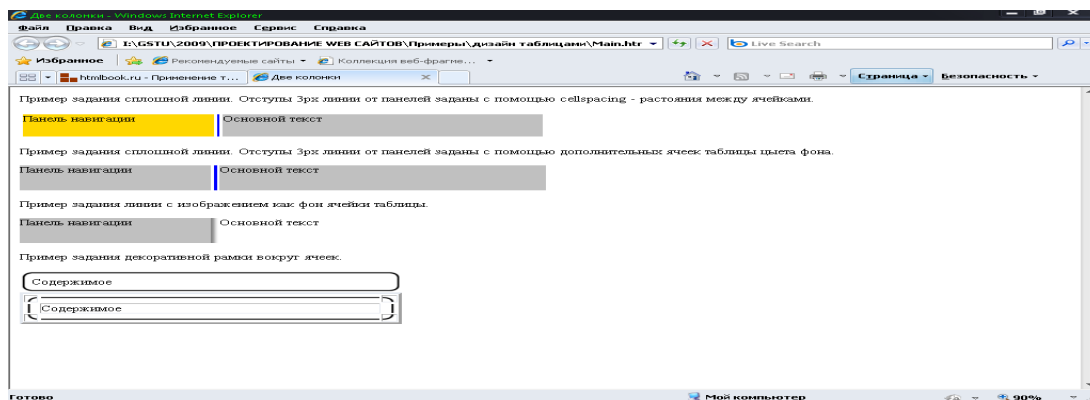 Две колонки - Windows Internet Explorer
Файл Правка Вид Избранное Сервис Справка
I:\GSTU\2009\ПРОЕКТИРОВАНИЕ WEB САЙТОВ\Примеры\дизайн таблицами\Main.htr Live Search
Избранное Рекомендуемые сайты Коллекция веб-фрагме...
htmlbook.ru - Применение т... Две колонки Страница Безопасность
Пример задания сплошной линии. Отступы 3px линии от панелей заданы с помощью cellspacing - растояния между ячейками.
Панель навигации Основной текст
Пример задания сплошной линии. Отступы 3px линии от панелей заданы с помощью дополнительных ячеек таблицы цыета фона.
Панель навигации Основной текст
Пример задания линии с изображением как фон ячейки таблицы.
Панель навигации Основной текст
Пример задания декоративной рамки вокруг ячеек.
Содержимое
Содержимое
Готово Мой компьютер 90%